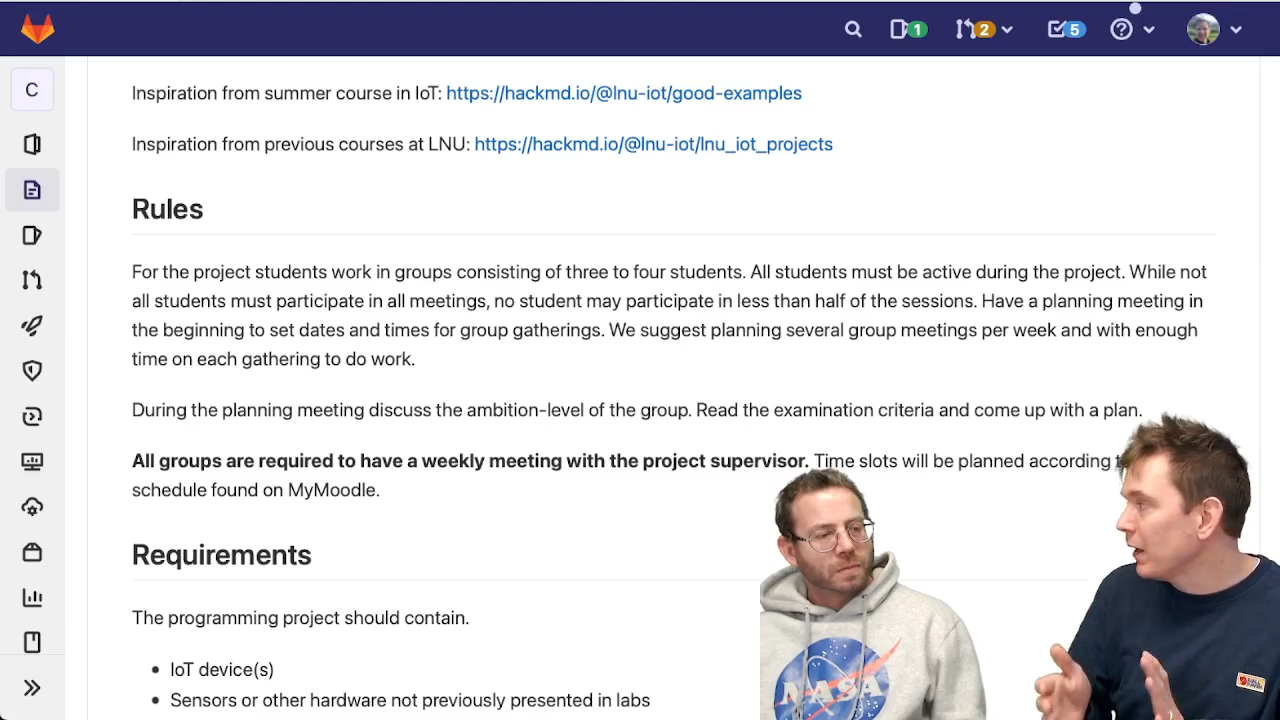 1
2
5
C
Inspiration from summer course in IoT: https://hackmd.io/@lnu-iot/good-examples
Inspiration from previous courses at LNU: https://hackmd.io/@lnu-iot/lnu_iot_projects
Rules
For the project students work in groups consisting of three to four students. All students must be active during the project. While not
all students must participate in all meetings, no student may participate in less than half of the sessions. Have a planning meeting in
the beginning to set dates and times for group gatherings. We suggest planning several group meetings per week and with enough
time on each gathering to do work.
During the planning meeting discuss the ambition-level of the group. Read the examination criteria and come up with a plan.
All groups are required to have a weekly meeting with the project supervisor. Time slots will be planned according
schedule found on MyMoodle.
Requirements
The programming project should contain.
• IoT device(s)
• Sensors or other hardware not previously presented in labs
NASA